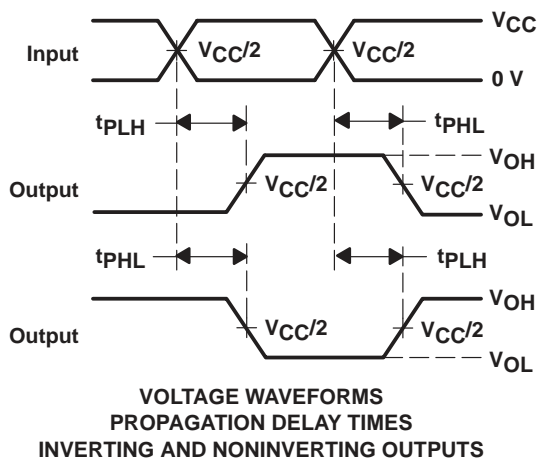 VCC
Input
VCC/2
VCC/2
0 V
tPLH
tPHL
VOH
Output
VCC/2
VCC/2
VOL
tPHL
tPLH
VOH
Output
VCC/2
VCC/2
VOL
VOLTAGE WAVEFORMS
PROPAGATION DELAY TIMES
INVERTING AND NONINVERTING OUTPUTS